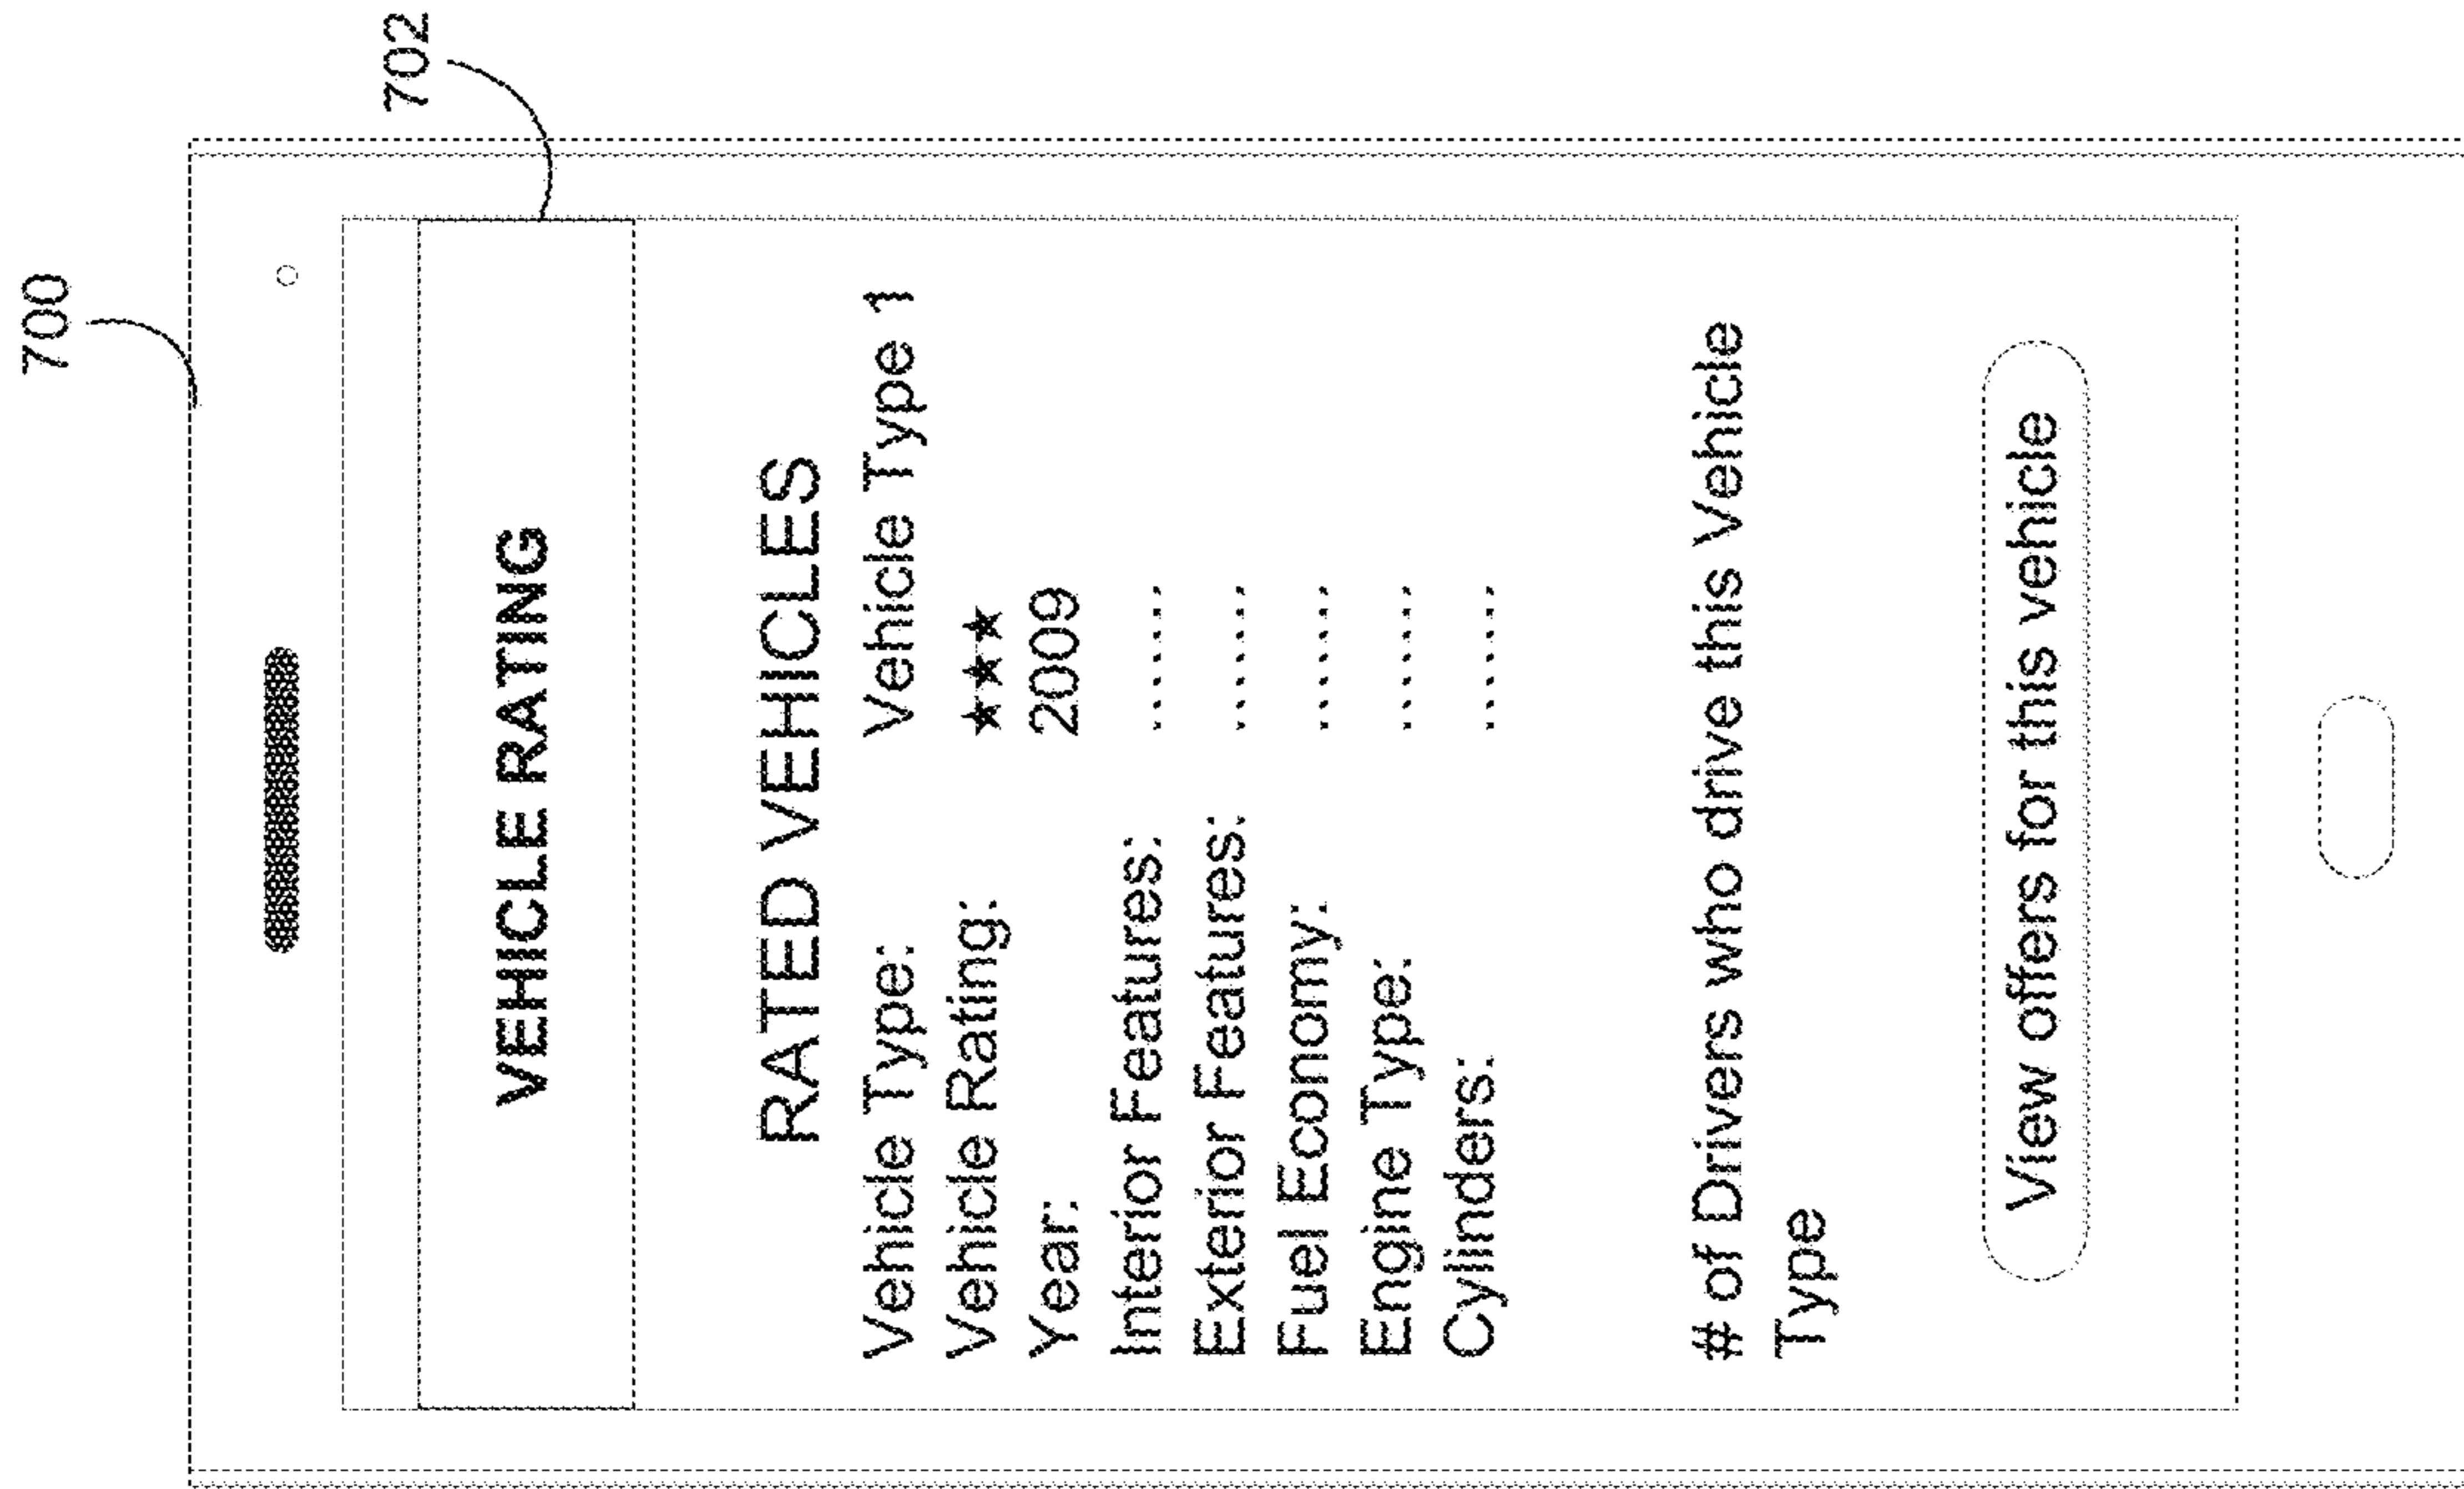 700
702
VEHICLE RATING
RATED VEHICLES
Vehicle Type: Vehicle Type 1
Vehicle Rating: ★★★
Year: 2009
Interior Features: ......
Exterior Features: ......
Fuel Economy: ......
Engine Type: ......
Cylinders: ......
# of Drivers who drive this Vehicle
Type
View offers for this vehicle